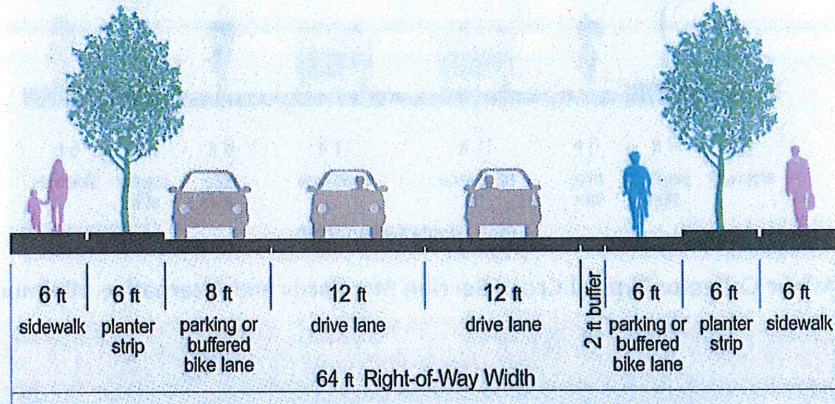 6 ft
sidewalk
6 ft
planter
strip
8 ft
parking or
buffered
bike lane
12 ft
drive lane
12 ft
drive lane
2 ft buffer
6 ft
parking or
buffered
bike lane
6 ft
planter
strip
6 ft
sidewalk
64 ft Right-of-Way Width